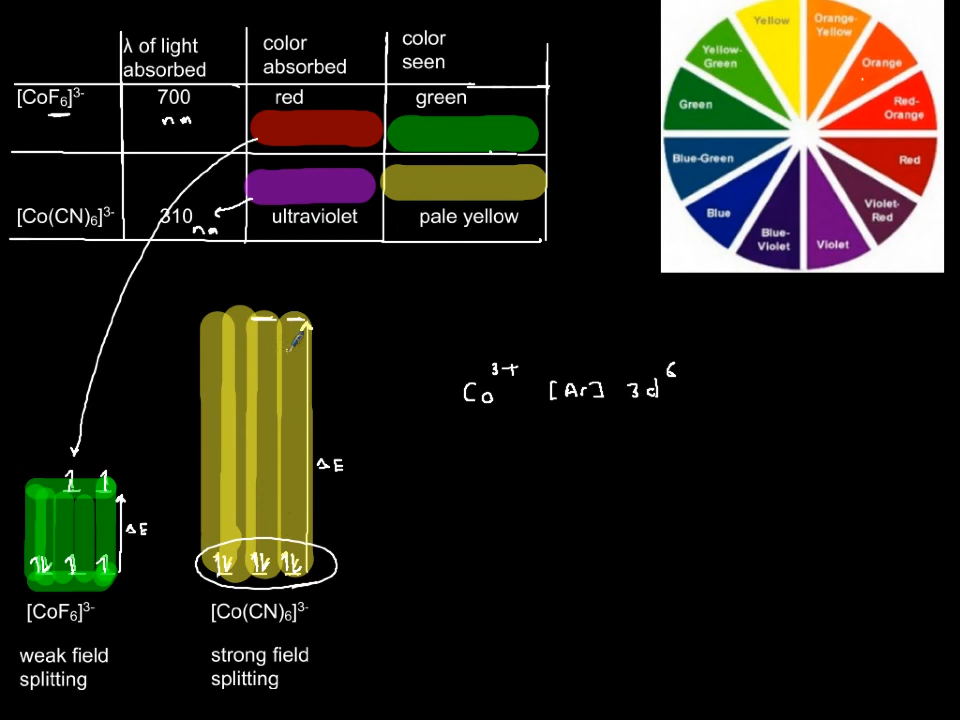 λ of light absorbed
color absorbed
color seen
[CoF₆]³⁻ 700 red green
nm
[Co(CN)₆]³⁻ 310 ultraviolet pale yellow
nm
Yellow
Orange-Yellow
Orange
Red-Orange
Red
Violet-Red
Violet
Blue-Violet
Blue
Blue-Green
Green
Yellow-Green
Co³⁺ [Ar] 3d⁶
ΔE
ΔE
[CoF₆]³⁻
weak field
splitting
[Co(CN)₆]³⁻
strong field
splitting